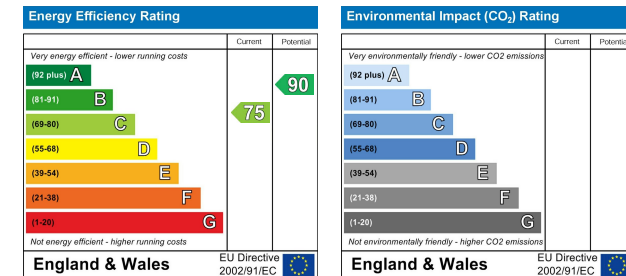 Energy Efficiency Rating
Current Potential
Very energy efficient - lower running costs
(92 plus) A
(81-91) B
(69-80) C
(55-68) D
(39-54) E
(21-38) F
(1-20) G
75
90
Not energy efficient - higher running costs
England & Wales
EU Directive
2002/91/EC
Environmental Impact (CO2) Rating
Current Potential
Very environmentally friendly - lower CO2 emissions
(92 plus) A
(81-91) B
(69-80) C
(55-68) D
(39-54) E
(21-38) F
(1-20) G
Not environmentally friendly - higher CO2 emissions
England & Wales
EU Directive
2002/91/EC